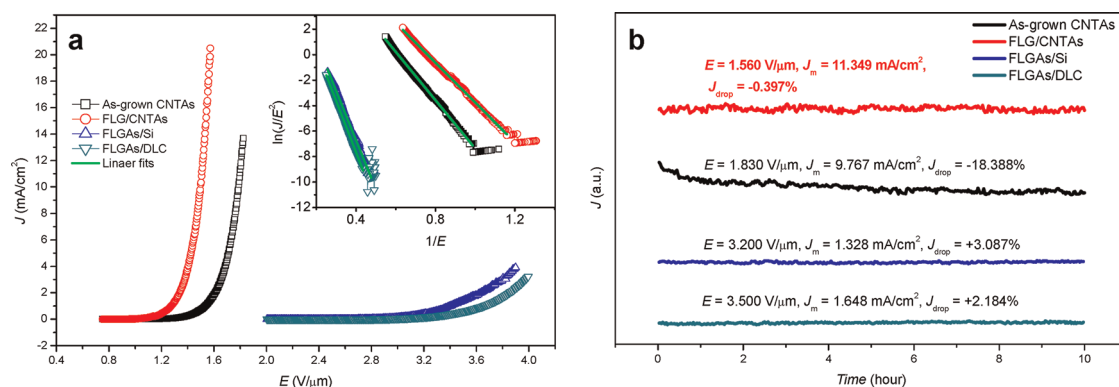 a
22
20
18
16
14
12
10
8
6
4
2
0
-2
J (mA/cm²)
0.4 0.8 1.2 1.6 2.0 2.4 2.8 3.2 3.6 4.0
E (V/μm)
As-grown CNTAs
FLG/CNTAs
FLGAs/Si
FLGAs/DLC
Linaer fits
2
0
-2
-4
-6
-8
-10
-12
ln(J/E²)
0.4 0.8 1.2
1/E
b
As-grown CNTAs
FLG/CNTAs
FLGAs/Si
FLGAs/DLC
E = 1.560 V/μm, Jm = 11.349 mA/cm²,
Jdrop = -0.397%
E = 1.830 V/μm, Jm = 9.767 mA/cm², Jdrop = -18.388%
E = 3.200 V/μm, Jm = 1.328 mA/cm², Jdrop = +3.087%
E = 3.500 V/μm, Jm = 1.648 mA/cm², Jdrop = +2.184%
J (a.u.)
0 2 4 6 8 10
Time (hour)